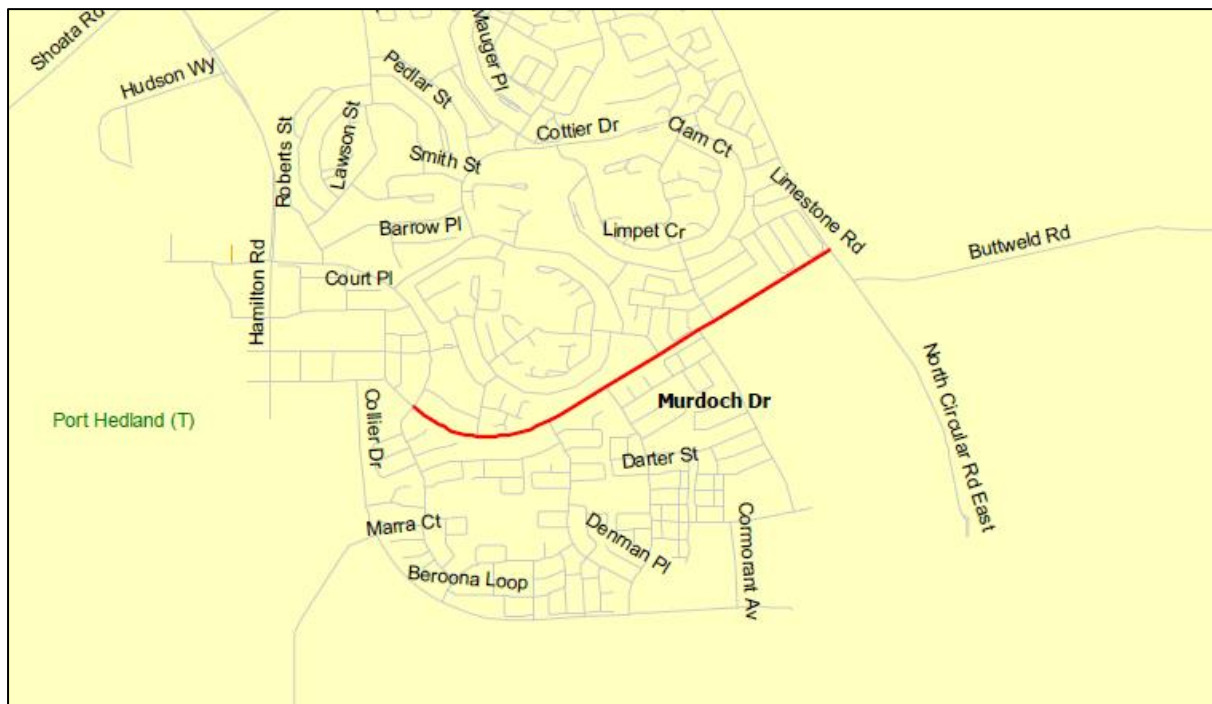 Shoata Rd
Hudson Wy
Mauger Pl
Pedlar St
Cottier Dr
Clam Ct
Roberts St
Lawson St
Smith St
Limestone Rd
Barrow Pl
Limpet Cr
Buttweld Rd
Hamilton Rd
Court Pl
North Circular Rd East
Murdoch Dr
Port Hedland (T)
Collier Dr
Darter St
Marra Ct
Denman Pl
Cormorant Av
Beroona Loop